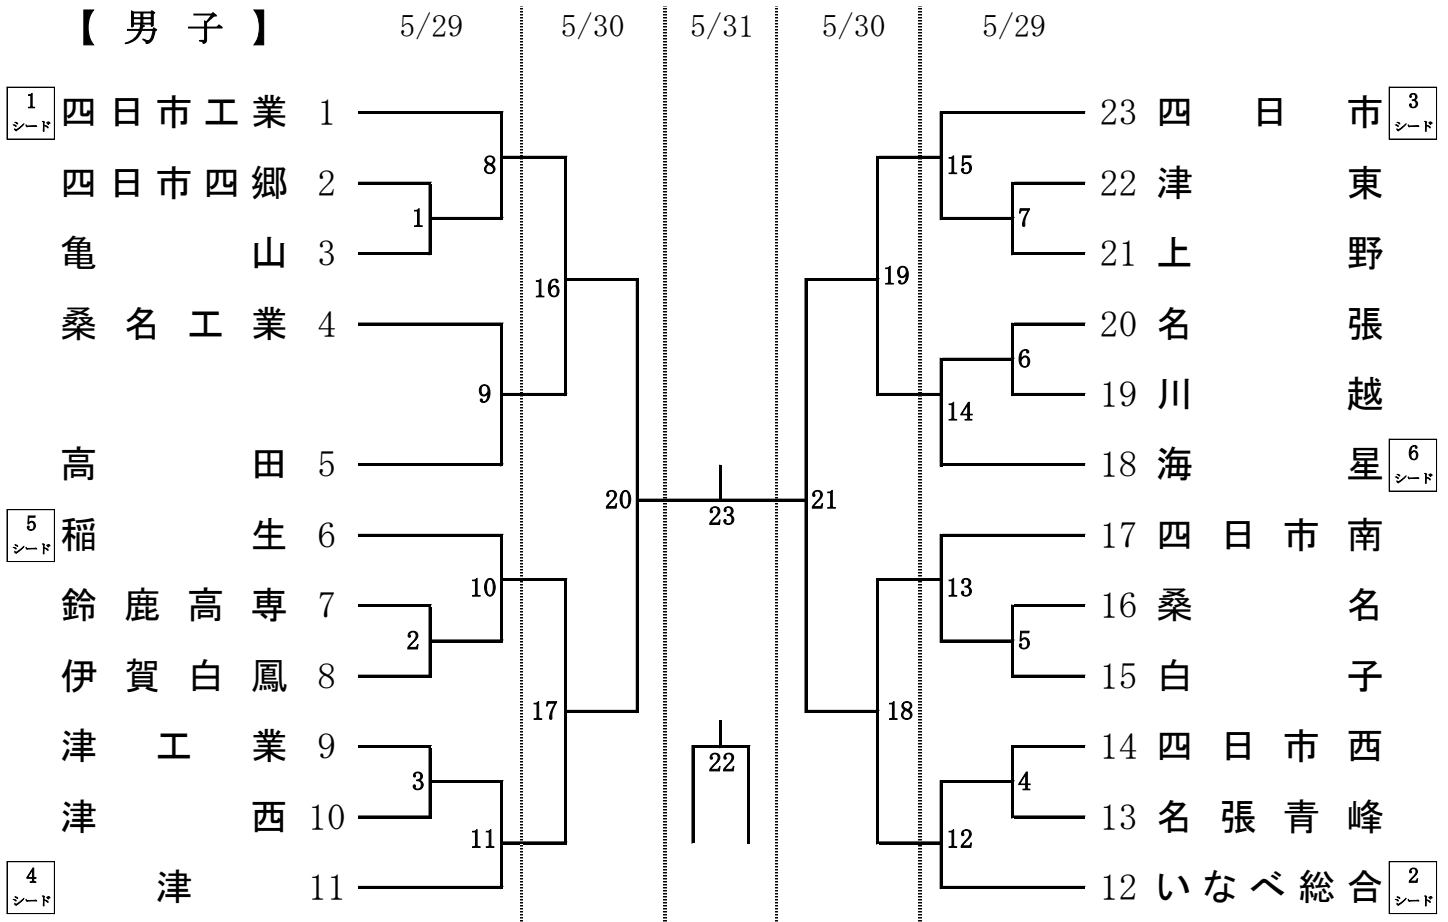 【 男 子 】 5/29 5/30 5/31 5/30 5/29
1 シード 四日市工業 1
四日市四郷 2
亀山 3
桑名工業 4
高田 5
5 シード 稲生 6
鈴鹿高専 7
伊賀白鳳 8
津工業 9
津西 10
4 シード 津 11
8
1
16
9
20
10
2
17
3
11
23
22
15
7
19
6
14
21
13
5
18
4
12
23 四日市 3 シード
22 津東
21 上野
20 名張
19 川越
18 海星 6 シード
17 四日市南
16 桑名
15 白子
14 四日市西
13 名張青峰
12 いなべ総合 2 シード